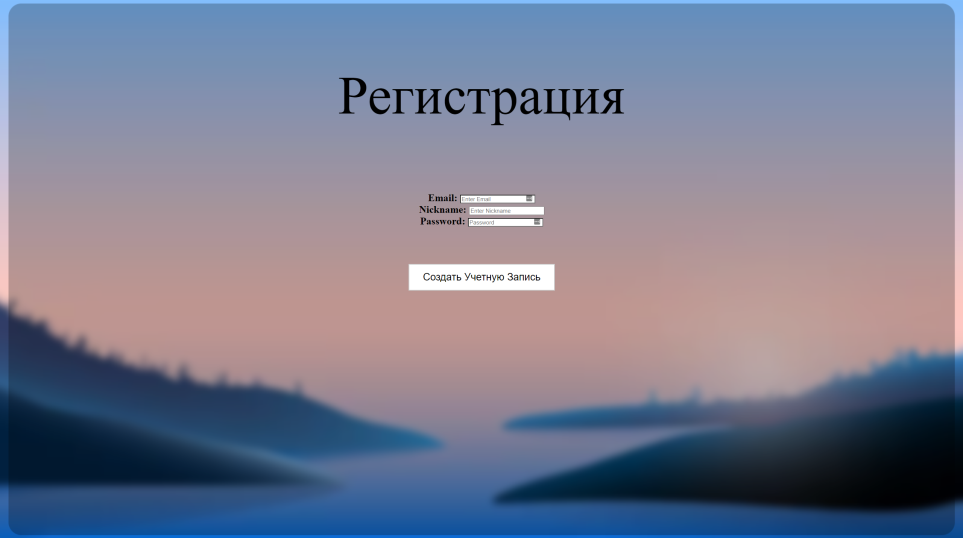 Регистрация
Email: Enter Email
Nickname: Enter Nickname
Password: Password
Создать Учетную Запись